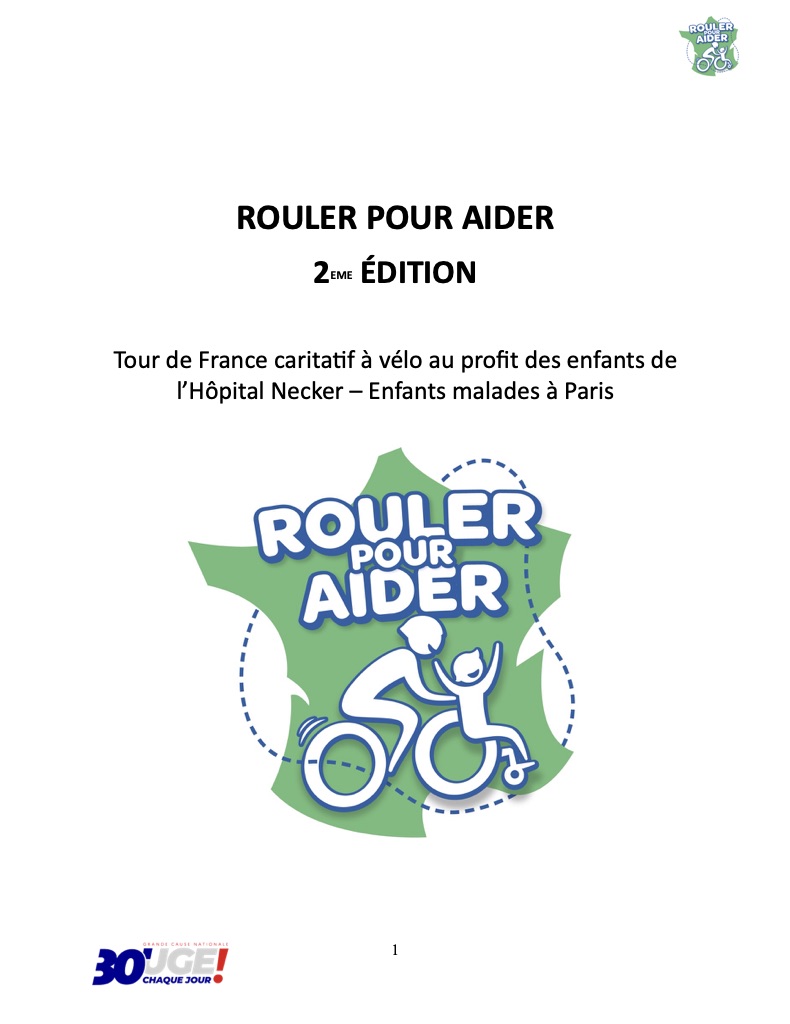 ROULER
POUR
AIDER
ROULER POUR AIDER
2EME ÉDITION
Tour de France caritatif à vélo au profit des enfants de
l’Hôpital Necker – Enfants malades à Paris
ROULER
POUR
AIDER
GRANDE CAUSE NATIONALE
30'UGE!
CHAQUE JOUR
1